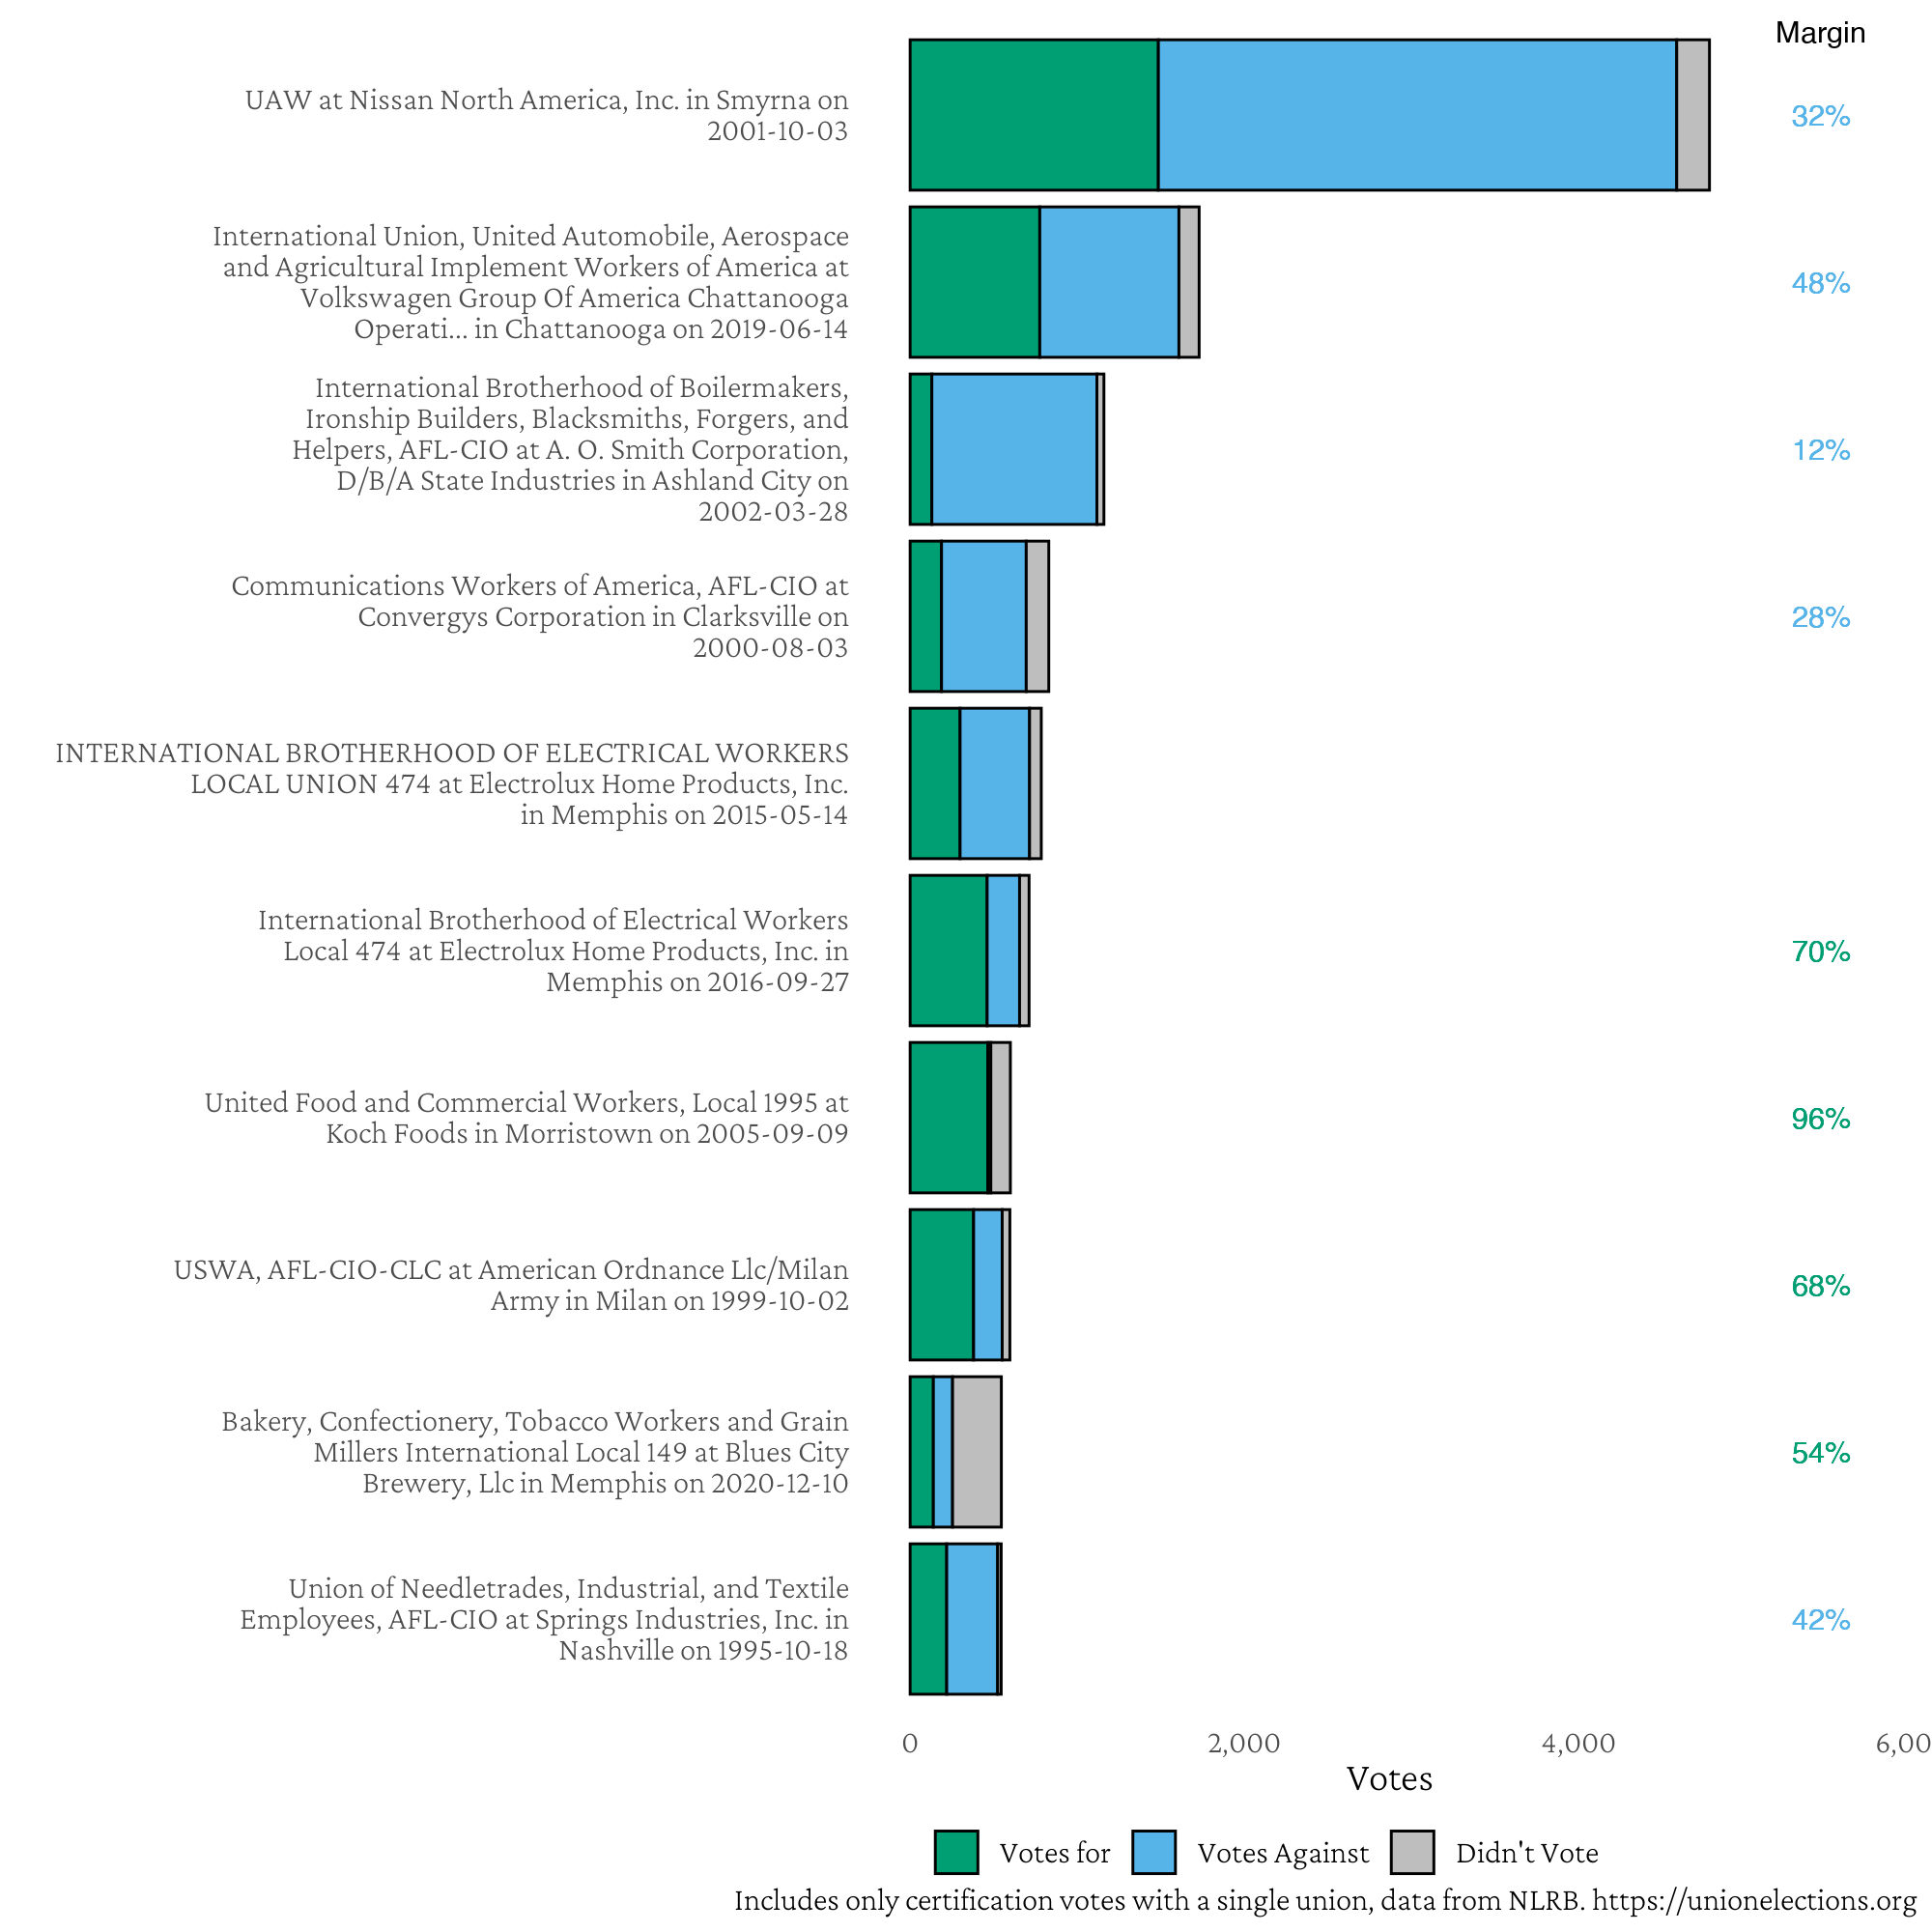 Margin
UAW at Nissan North America, Inc. in Smyrna on
2001-10-03
32%
International Union, United Automobile, Aerospace
and Agricultural Implement Workers of America at
Volkswagen Group Of America Chattanooga
Operati... in Chattanooga on 2019-06-14
48%
International Brotherhood of Boilermakers,
Ironship Builders, Blacksmiths, Forgers, and
Helpers, AFL-CIO at A. O. Smith Corporation,
D/B/A State Industries in Ashland City on
2002-03-28
12%
Communications Workers of America, AFL-CIO at
Convergys Corporation in Clarksville on
2000-08-03
28%
INTERNATIONAL BROTHERHOOD OF ELECTRICAL WORKERS
LOCAL UNION 474 at Electrolux Home Products, Inc.
in Memphis on 2015-05-14
International Brotherhood of Electrical Workers
Local 474 at Electrolux Home Products, Inc. in
Memphis on 2016-09-27
70%
United Food and Commercial Workers, Local 1995 at
Koch Foods in Morristown on 2005-09-09
96%
USWA, AFL-CIO-CLC at American Ordnance Llc/Milan
Army in Milan on 1999-10-02
68%
Bakery, Confectionery, Tobacco Workers and Grain
Millers International Local 149 at Blues City
Brewery, Llc in Memphis on 2020-12-10
54%
Union of Needletrades, Industrial, and Textile
Employees, AFL-CIO at Springs Industries, Inc. in
Nashville on 1995-10-18
42%
0 2,000 4,000 6,00
Votes
Votes for Votes Against Didn't Vote
Includes only certification votes with a single union, data from NLRB. https://unionelections.org